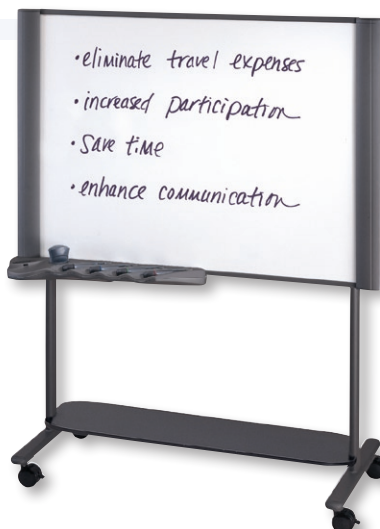 • eliminate travel expenses
• increased participation
• Save time
• enhance communication